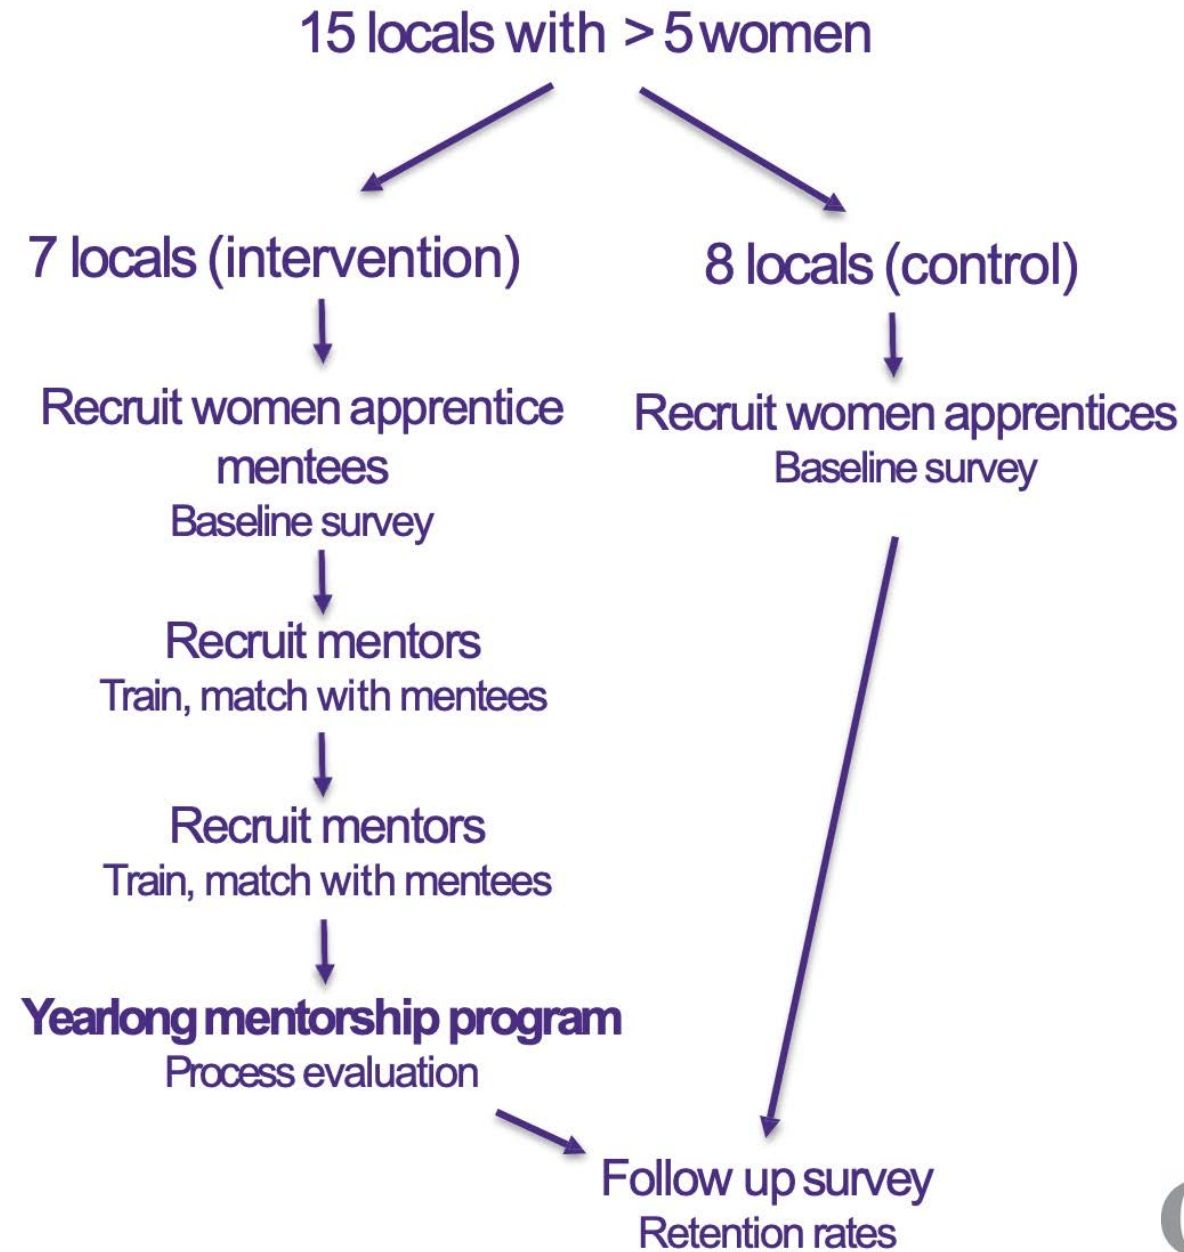 15 locals with > 5 women
7 locals (intervention)
Recruit women apprentice
mentees
Baseline survey
Recruit mentors
Train, match with mentees
Recruit mentors
Train, match with mentees
Yearlong mentorship program
Process evaluation
8 locals (control)
Recruit women apprentices
Baseline survey
Follow up survey
Retention rates